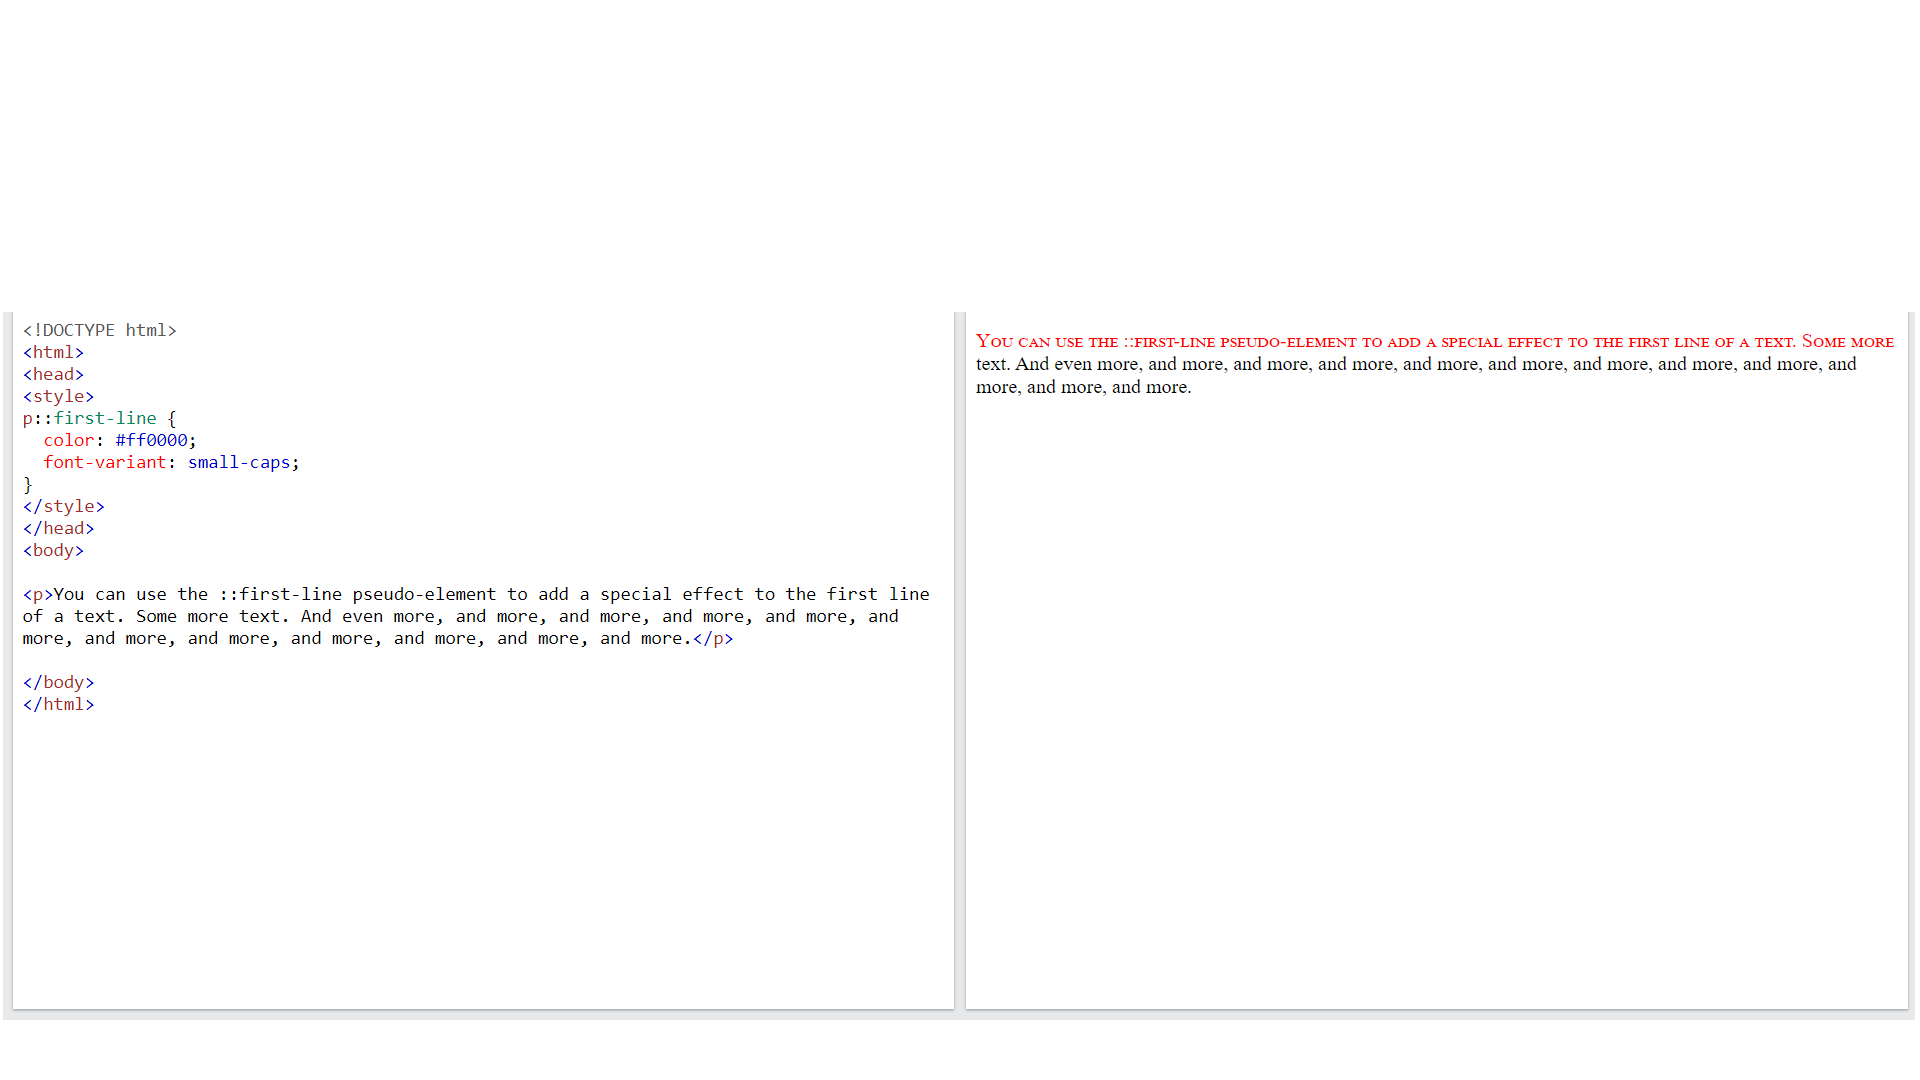 <!DOCTYPE html>
<html>
<head>
<style>
p::first-line {
  color: #ff0000;
  font-variant: small-caps;
}
</style>
</head>
<body>
<p>You can use the ::first-line pseudo-element to add a special effect to the first line
of a text. Some more text. And even more, and more, and more, and more, and more, and
more, and more, and more, and more, and more, and more, and more.</p>
</body>
</html>
You can use the ::first-line pseudo-element to add a special effect to the first line of a text. Some more
text. And even more, and more, and more, and more, and more, and more, and more, and more, and more, and
more, and more, and more.